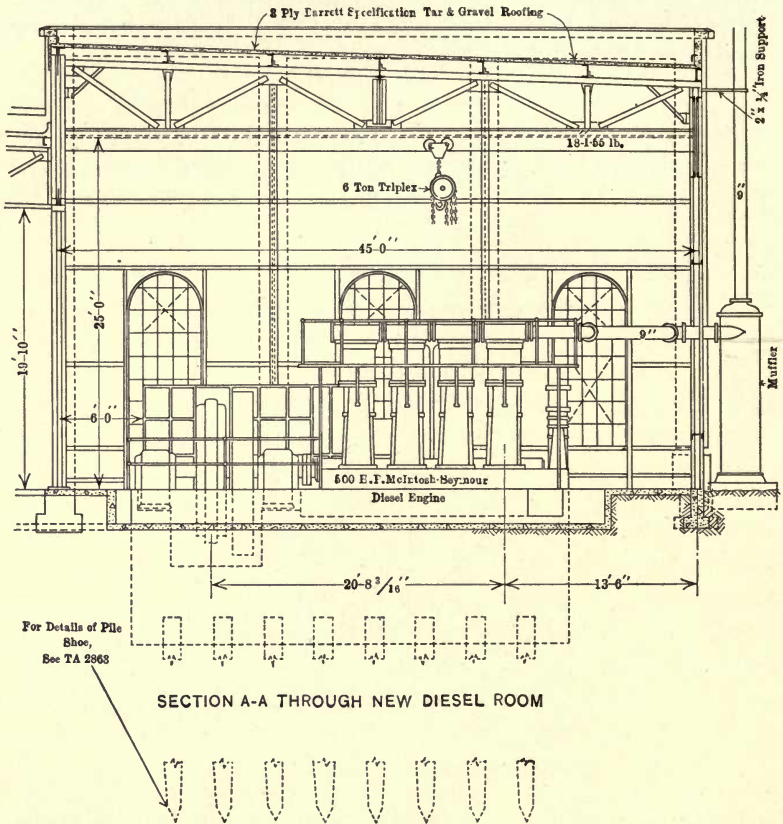 3 Ply Barrett Specification Tar & Gravel Roofing
2" x ¼" Iron Support
18-I-55 lb.
6 Ton Triplex
9"
45'-0"
25'-0"
19'-10"
9"
Muffler
6'-0"
500 H.P. McIntosh-Seymour
Diesel Engine
20'-8 3/16"
13'-6"
For Details of Pile
Shoe,
See TA 2863
SECTION A-A THROUGH NEW DIESEL ROOM